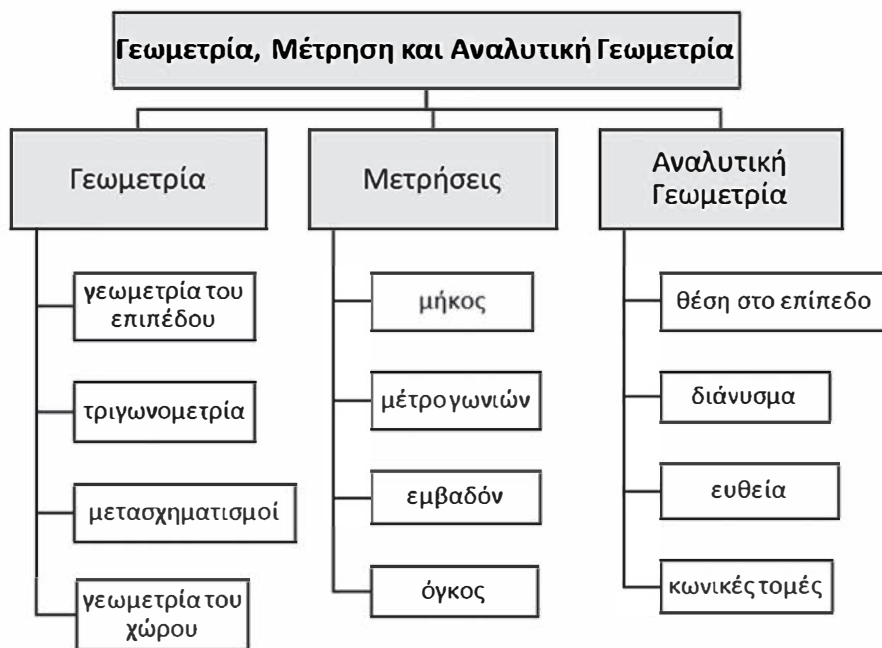 Γεωμετρία, Μέτρηση και Αναλυτική Γεωμετρία
Γεωμετρία
Μετρήσεις
Αναλυτική
Γεωμετρία
γεωμετρία του
επιπέδου
τριγωνομετρία
μετασχηματισμοί
γεωμετρία του
χώρου
μήκος
μέτρο γωνιών
εμβαδόν
όγκος
θέση στο επίπεδο
διάνυσμα
ευθεία
κωνικές τομές